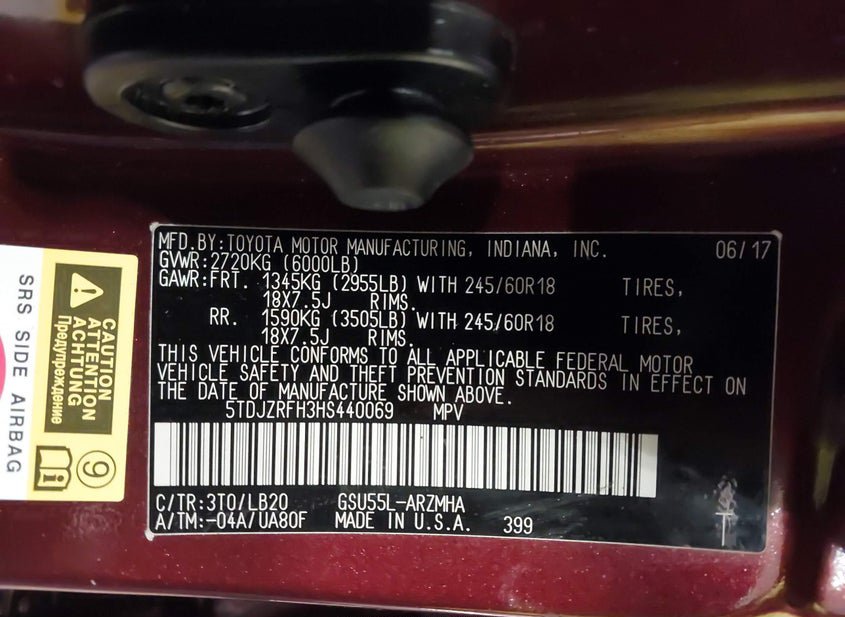 MFD.BY:TOYOTA MOTOR MANUFACTURING, INDIANA, INC. 06/17
GVWR:2720KG (6000LB)
GAWR:FRT. 1345KG (2955LB) WITH 245/60R18 TIRES,
18X7.5J RIMS.
RR. 1590KG (3505LB) WITH 245/60R18 TIRES,
18X7.5J RIMS.
THIS VEHICLE CONFORMS TO ALL APPLICABLE FEDERAL MOTOR
VEHICLE SAFETY AND THEFT PREVENTION STANDARDS IN EFFECT ON
THE DATE OF MANUFACTURE SHOWN ABOVE.
5TDJZRFH3HS440069 MPV
C/TR:3T0/LB20 GSU55L-ARZMHA
A/TM:-04A/UA80F MADE IN U.S.A. 399
CAUTION
ATTENTION
ACHTUNG
Предупреждение
9
SRS SIDE AIRBAG